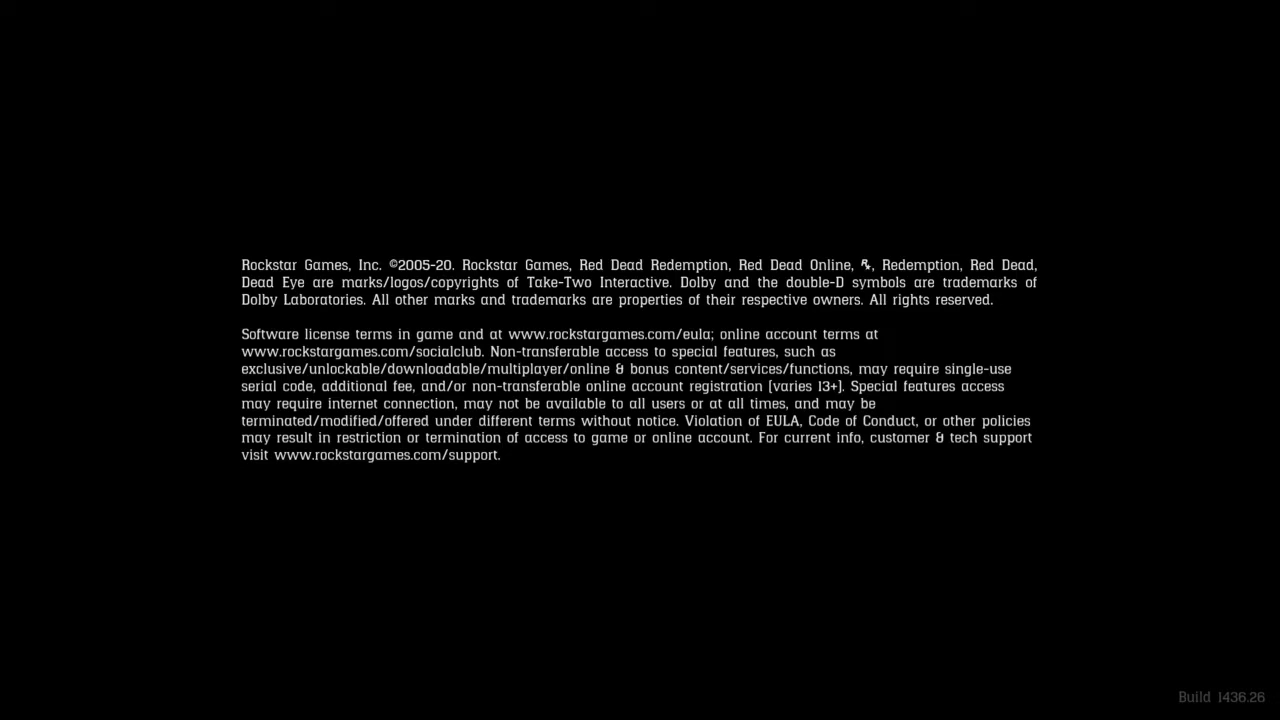 Rockstar Games, Inc. ©2005-20. Rockstar Games, Red Dead Redemption, Red Dead Online, , Redemption, Red Dead,
Dead Eye are marks/logos/copyrights of Take-Two Interactive. Dolby and the double-D symbols are trademarks of
Dolby Laboratories. All other marks and trademarks are properties of their respective owners. All rights reserved.
Software license terms in game and at www.rockstargames.com/eula; online account terms at
www.rockstargames.com/socialclub. Non-transferable access to special features, such as
exclusive/unlockable/downloadable/multiplayer/online & bonus content/services/functions, may require single-use
serial code, additional fee, and/or non-transferable online account registration [varies 13+]. Special features access
may require internet connection, may not be available to all users or at all times, and may be
terminated/modified/offered under different terms without notice. Violation of EULA, Code of Conduct, or other policies
may result in restriction or termination of access to game or online account. For current info, customer & tech support
visit www.rockstargames.com/support.
Build 1436.26